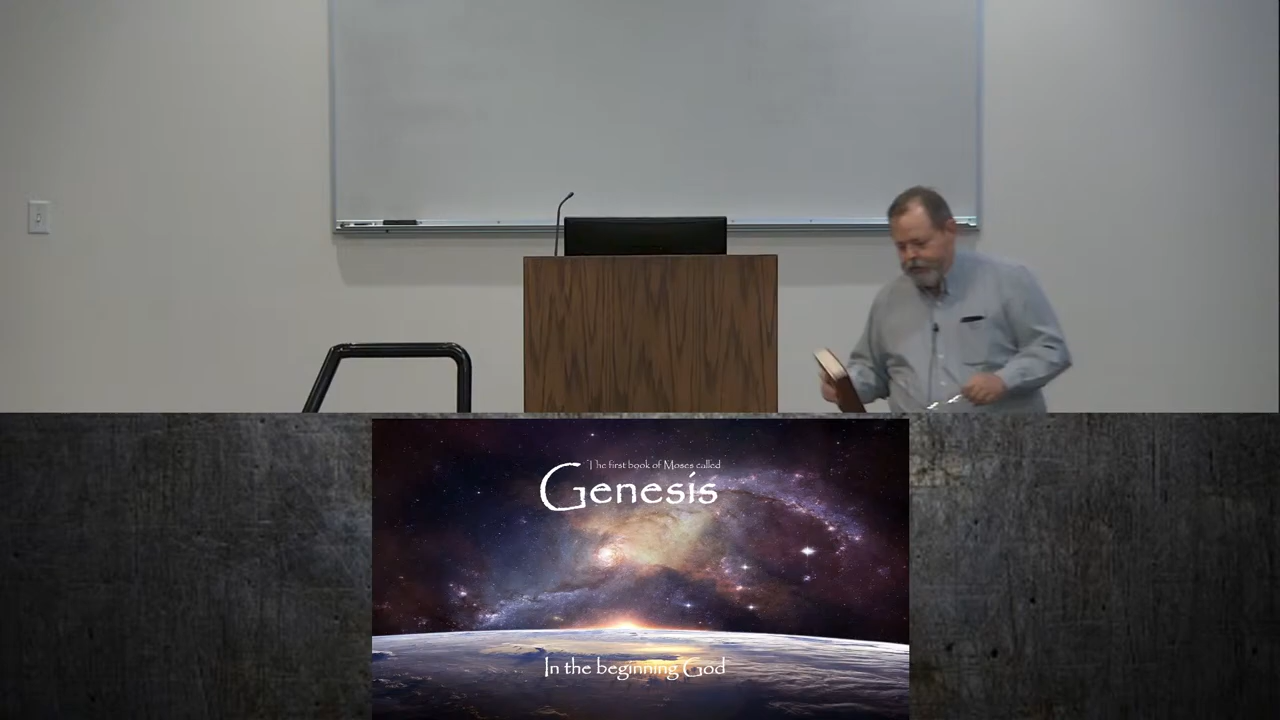 The first book of Moses called
Genesis
In the beginning God